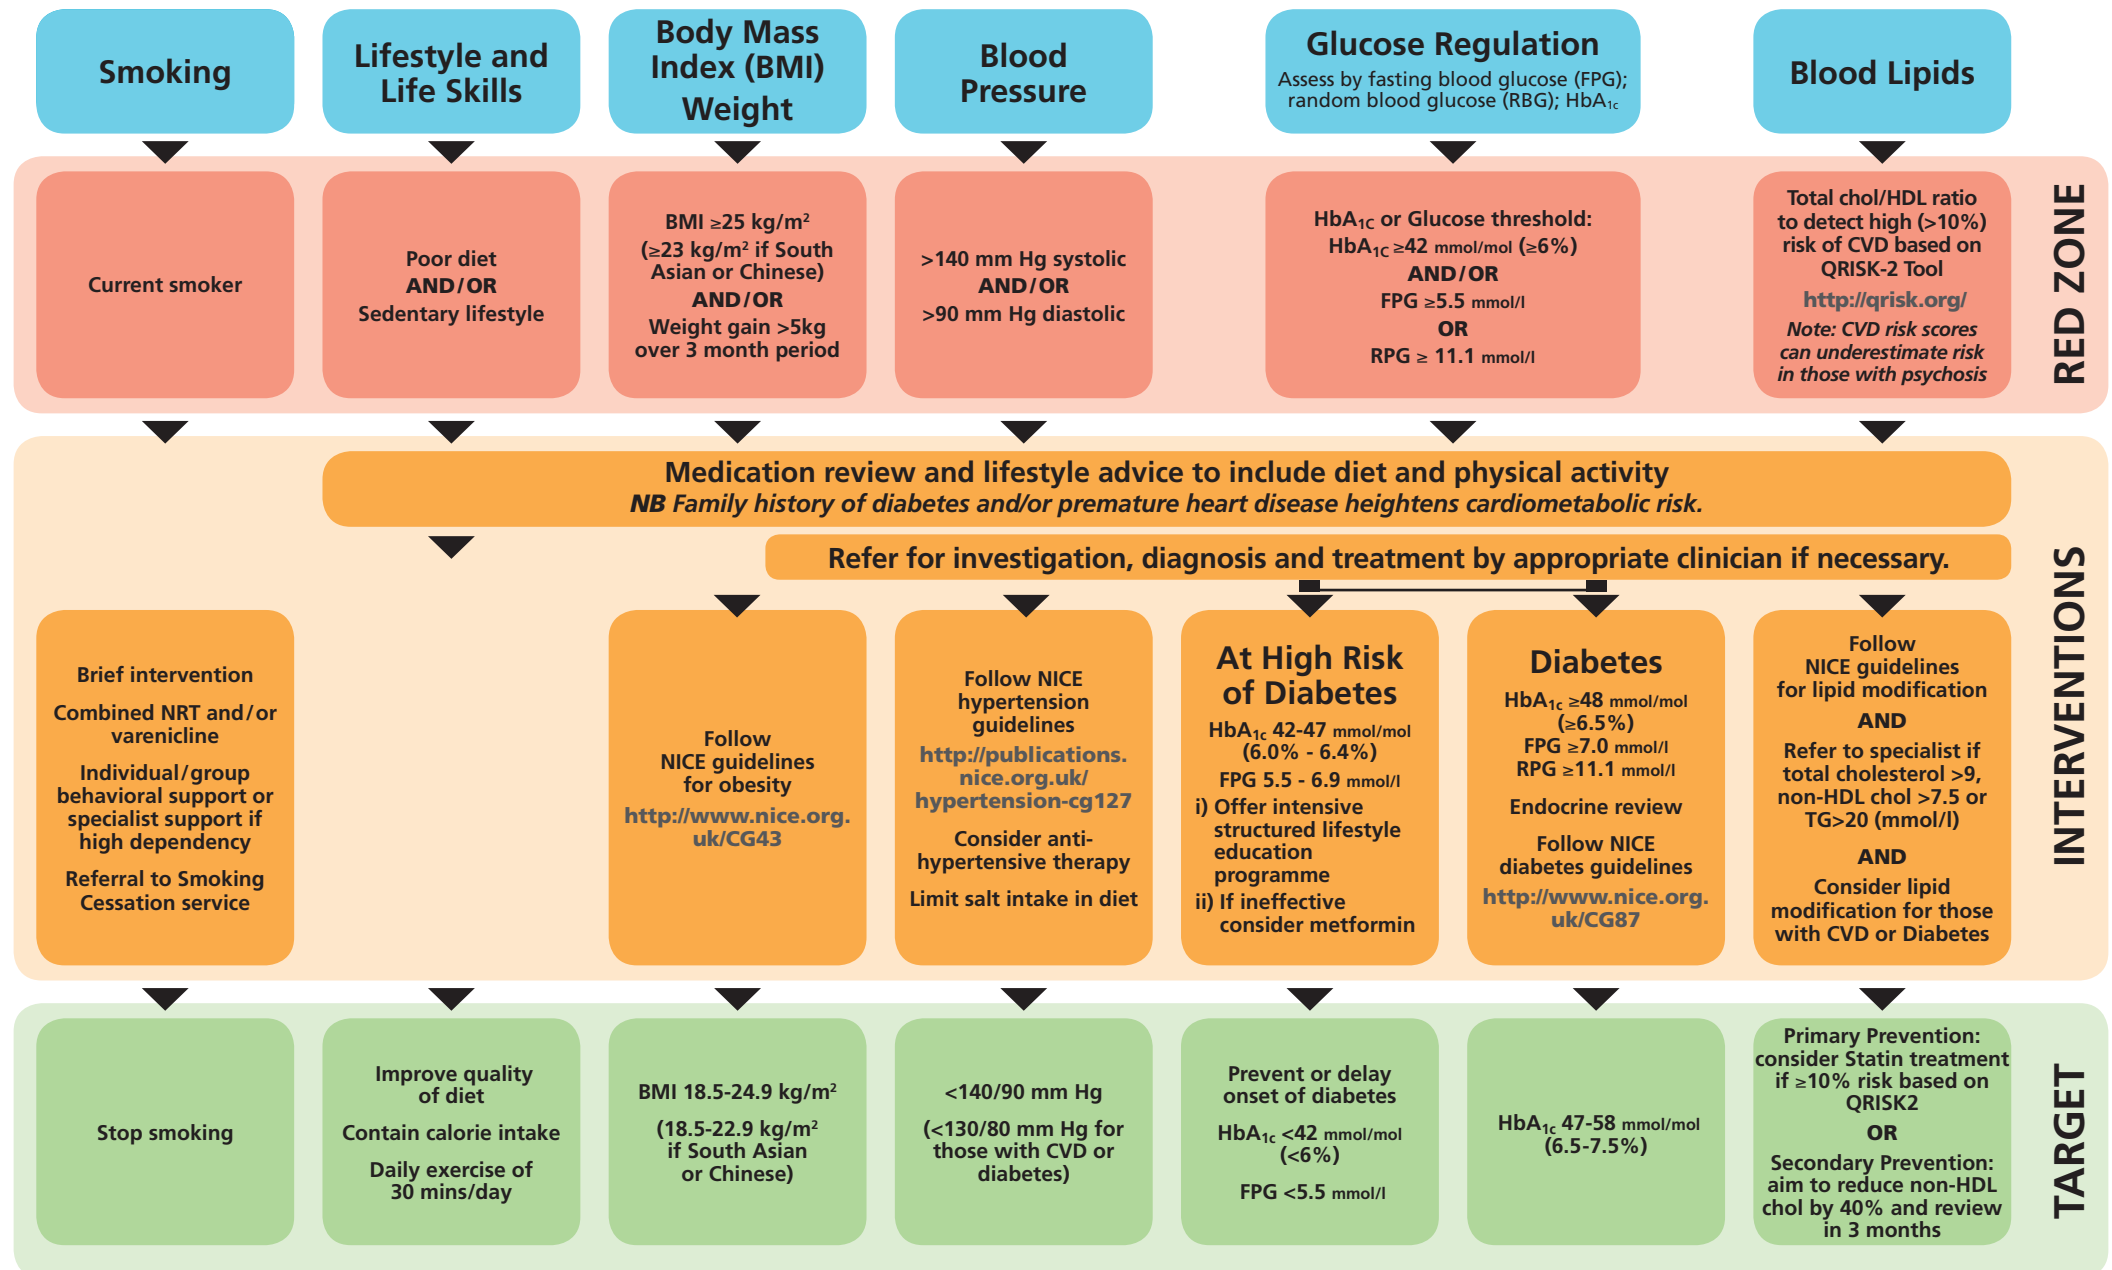 Smoking
Lifestyle and
Life Skills
Body Mass
Index (BMI)
Weight
Blood
Pressure
Glucose Regulation
Assess by fasting blood glucose (FPG);
random blood glucose (RBG); HbA1c
Blood Lipids
Current smoker
Poor diet
AND/OR
Sedentary lifestyle
BMI ≥25 kg/m²
(≥23 kg/m² if South
Asian or Chinese)
AND/OR
Weight gain >5kg
over 3 month period
>140 mm Hg systolic
AND/OR
>90 mm Hg diastolic
HbA1C or Glucose threshold:
HbA1C ≥42 mmol/mol (≥6%)
AND/OR
FPG ≥5.5 mmol/l
OR
RPG ≥ 11.1 mmol/l
Total chol/HDL ratio
to detect high (>10%)
risk of CVD based on
QRISK-2 Tool
http://qrisk.org/
Note: CVD risk scores
can underestimate risk
in those with psychosis
RED ZONE
Medication review and lifestyle advice to include diet and physical activity
NB Family history of diabetes and/or premature heart disease heightens cardiometabolic risk.
Refer for investigation, diagnosis and treatment by appropriate clinician if necessary.
Brief intervention
Combined NRT and/or
varenicline
Individual/group
behavioral support or
specialist support if
high dependency
Referral to Smoking
Cessation service
Follow
NICE guidelines
for obesity
http://www.nice.org.
uk/CG43
Follow NICE
hypertension
guidelines
http://publications.
nice.org.uk/
hypertension-cg127
Consider anti-
hypertensive therapy
Limit salt intake in diet
At High Risk
of Diabetes
HbA1c 42-47 mmol/mol
(6.0% - 6.4%)
FPG 5.5 - 6.9 mmol/l
i) Offer intensive
structured lifestyle
education
programme
ii) If ineffective
consider metformin
Diabetes
HbA1c ≥48 mmol/mol
(≥6.5%)
FPG ≥7.0 mmol/l
RPG ≥11.1 mmol/l
Endocrine review
Follow NICE
diabetes guidelines
http://www.nice.org.
uk/CG87
Follow
NICE guidelines
for lipid modification
AND
Refer to specialist if
total cholesterol >9,
non-HDL chol >7.5 or
TG>20 (mmol/l)
AND
Consider lipid
modification for those
with CVD or Diabetes
INTERVENTIONS
Stop smoking
Improve quality
of diet
Contain calorie intake
Daily exercise of
30 mins/day
BMI 18.5-24.9 kg/m²
(18.5-22.9 kg/m²
if South Asian
or Chinese)
<140/90 mm Hg
(<130/80 mm Hg for
those with CVD or
diabetes)
Prevent or delay
onset of diabetes
HbA1c <42 mmol/mol
(<6%)
FPG <5.5 mmol/l
HbA1c 47-58 mmol/mol
(6.5-7.5%)
Primary Prevention:
consider Statin treatment
if ≥10% risk based on
QRISK2
OR
Secondary Prevention:
aim to reduce non-HDL
chol by 40% and review
in 3 months
TARGET